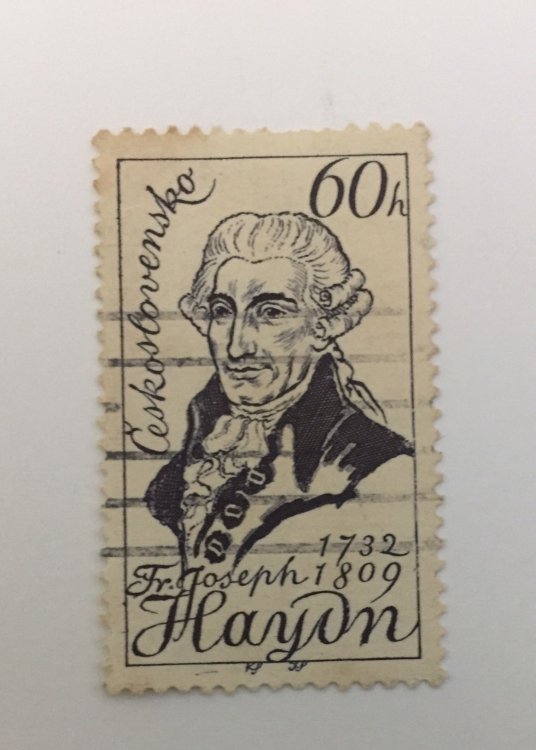 60h
Československo
1732
Fr. Joseph 1809
Haydn